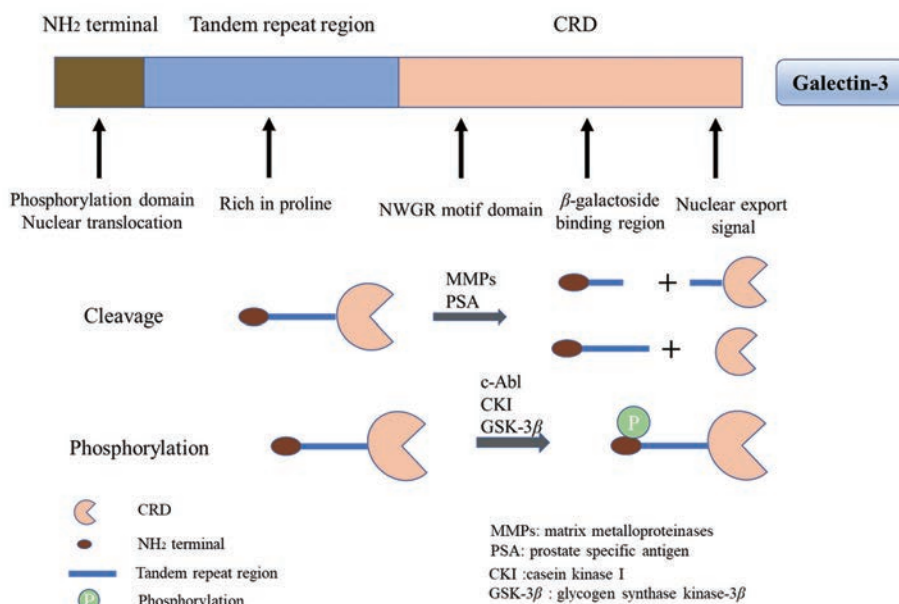 NH2 terminal
Tandem repeat region
CRD
Galectin-3
Phosphorylation domain
Nuclear translocation
Rich in proline
NWGR motif domain
β-galactoside
binding region
Nuclear export
signal
Cleavage
MMPs
PSA
+
+
Phosphorylation
c-Abl
CKI
GSK-3β
P
CRD
NH2 terminal
Tandem repeat region
P
Phosphorylation
MMPs: matrix metalloproteinases
PSA: prostate specific antigen
CKI :casein kinase I
GSK-3β : glycogen synthase kinase-3β